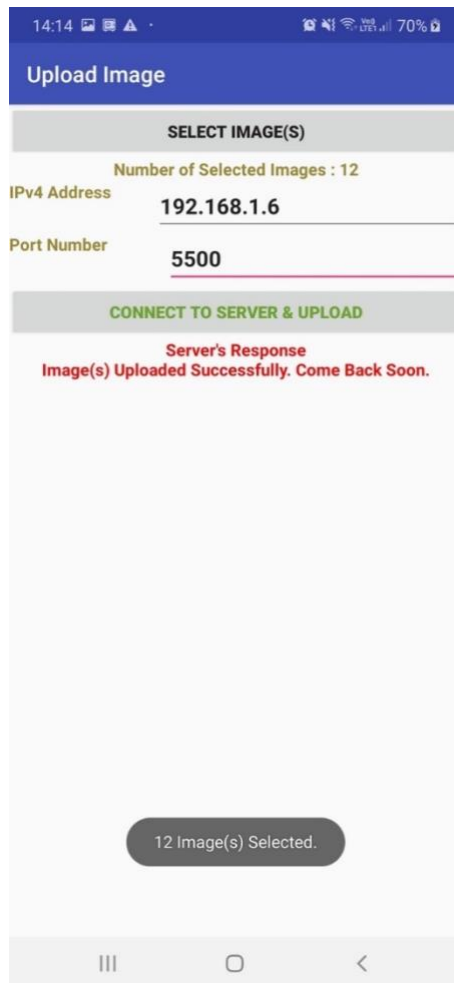 14:14 70%
Upload Image
SELECT IMAGE(S)
Number of Selected Images : 12
IPv4 Address
192.168.1.6
Port Number
5500
CONNECT TO SERVER & UPLOAD
Server's Response
Image(s) Uploaded Successfully. Come Back Soon.
12 Image(s) Selected.